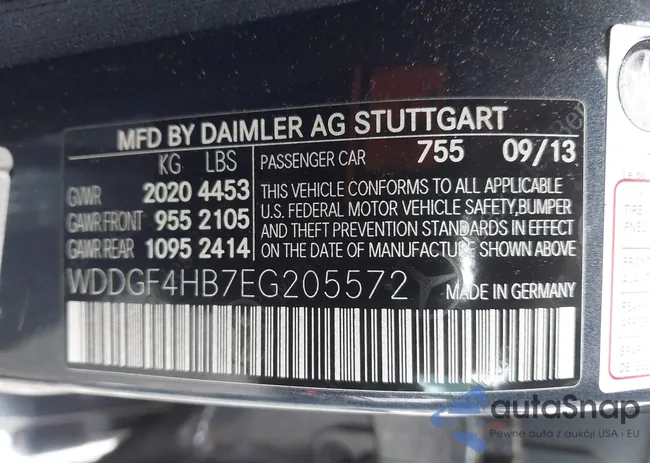 MFD BY DAIMLER AG STUTTGART
KG LBS
GVWR 2020 4453
GAWR FRONT 955 2105
GAWR REAR 1095 2414
PASSENGER CAR 755 09/13
THIS VEHICLE CONFORMS TO ALL APPLICABLE
U.S. FEDERAL MOTOR VEHICLE SAFETY,BUMPER
AND THEFT PREVENTION STANDARDS IN
EFFECT ON DATE OF MANUFACTURE SHOWN ABOVE
WDDGF4HB7EG205572 MADE IN GERMANY
TIRE
autoSnap
Pewne auta z aukcji USA i EU